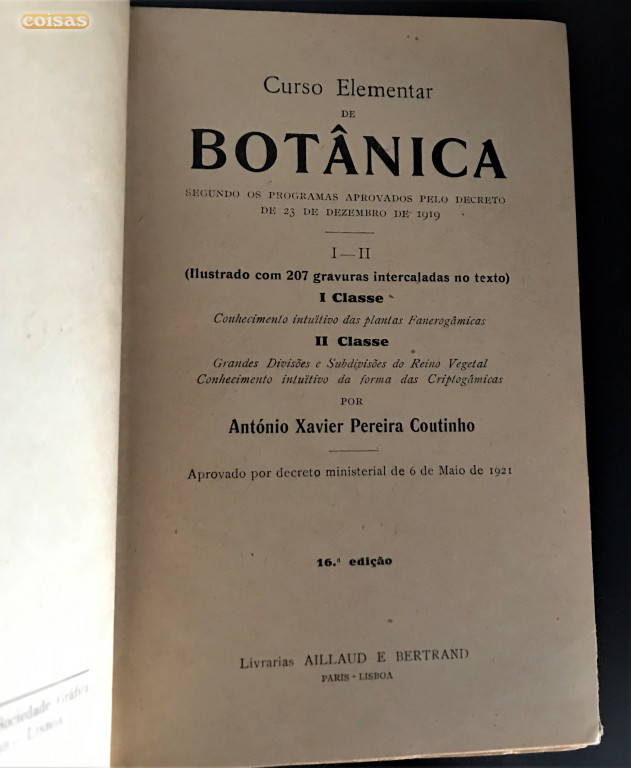 coisas
Curso Elementar
DE
BOTÂNICA
SEGUNDO OS PROGRAMAS APROVADOS PELO DECRETO
DE 23 DE DEZEMBRO DE 1919
I—II
(Ilustrado com 207 gravuras intercaladas no texto)
I Classe
Conhecimento intuïtivo das plantas Fanerogâmicas
II Classe
Grandes Divisões e Subdivisões do Reino Vegetal
Conhecimento intuïtivo da forma das Criptogâmicas
POR
António Xavier Pereira Coutinho
Aprovado por decreto ministerial de 6 de Maio de 1921
16.ª edição
Livrarias AILLAUD E BERTRAND
PARIS - LISBOA
Sociedade Gráfica
Lisboa